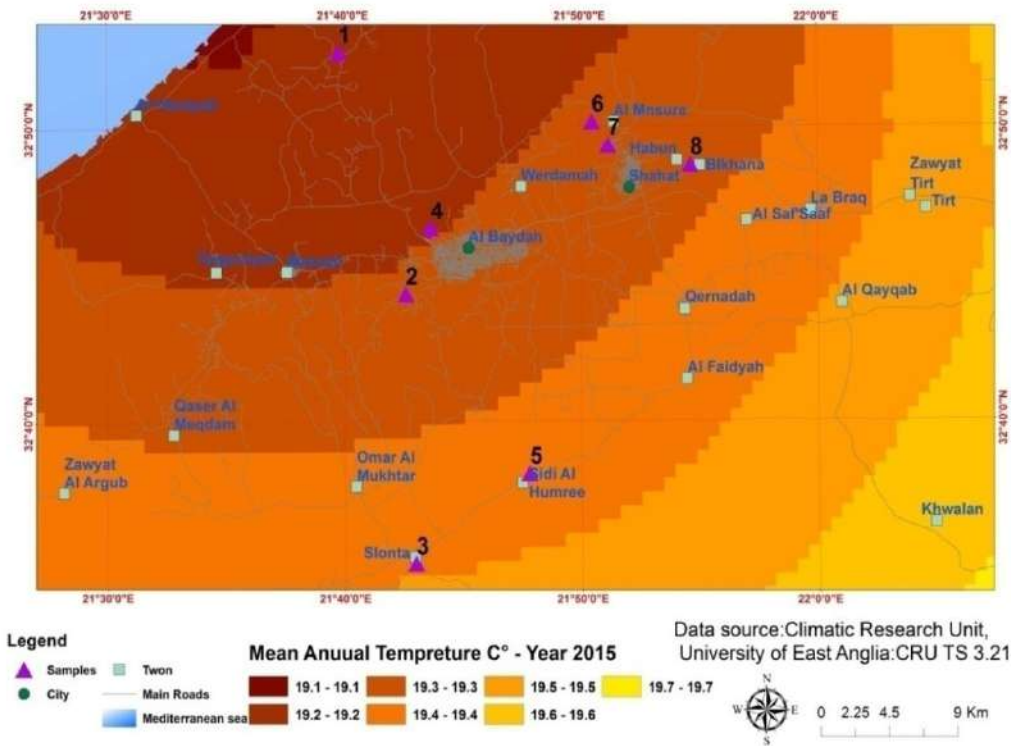 21°30'0"E 21°40'0"E 21°50'0"E 22°0'0"E
1
32°50'0"N
6
Al Mnsura
32°50'0"N
7
Habun
8
Blkhana
Zawyat
Tirt
Werdamah
Shahat
La Braq
Tirt
4
Al Saf'Saaf
Al Baydah
2
Qernadah
Al Qayqab
Al Faidyah
Qaser Al
Meqdam
32°40'0"N
32°40'0"N
5
Zawyat
Al Argub
Omar Al
Mukhtar
Sidi Al
Humree
Khwalan
3
Slonta
21°30'0"E 21°40'0"E 21°50'0"E 22°0'0"E
Legend
Samples
Twon
City
Main Roads
Mediterranean sea
Mean Anuual Tempreture C° - Year 2015
19.1 - 19.1 19.3 - 19.3 19.5 - 19.5 19.7 - 19.7
19.2 - 19.2 19.4 - 19.4 19.6 - 19.6
Data source:Climatic Research Unit,
University of East Anglia:CRU TS 3.21
N
W E
S
0 2.25 4.5 9 Km